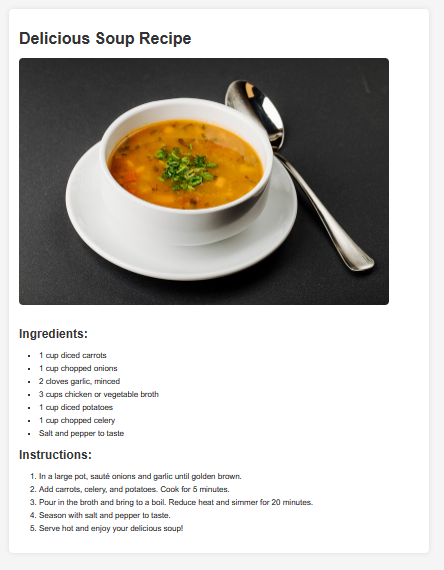 Delicious Soup Recipe
Ingredients:
• 1 cup diced carrots
• 1 cup chopped onions
• 2 cloves garlic, minced
• 3 cups chicken or vegetable broth
• 1 cup diced potatoes
• 1 cup chopped celery
• Salt and pepper to taste
Instructions:
1. In a large pot, sauté onions and garlic until golden brown.
2. Add carrots, celery, and potatoes. Cook for 5 minutes.
3. Pour in the broth and bring to a boil. Reduce heat and simmer for 20 minutes.
4. Season with salt and pepper to taste.
5. Serve hot and enjoy your delicious soup!